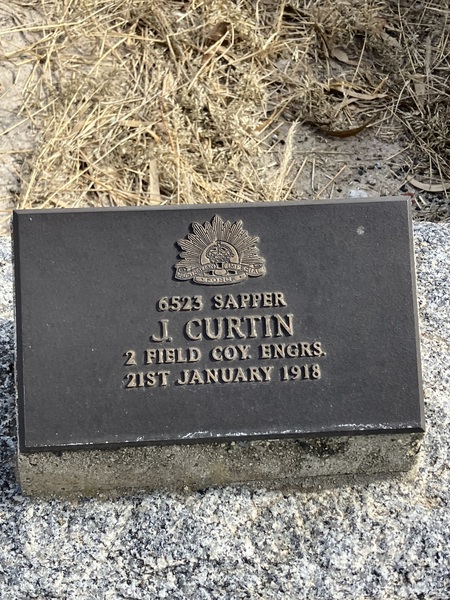 6523 SAPPER
J. CURTIN
2 FIELD COY. ENGRS.
21ST JANUARY 1918